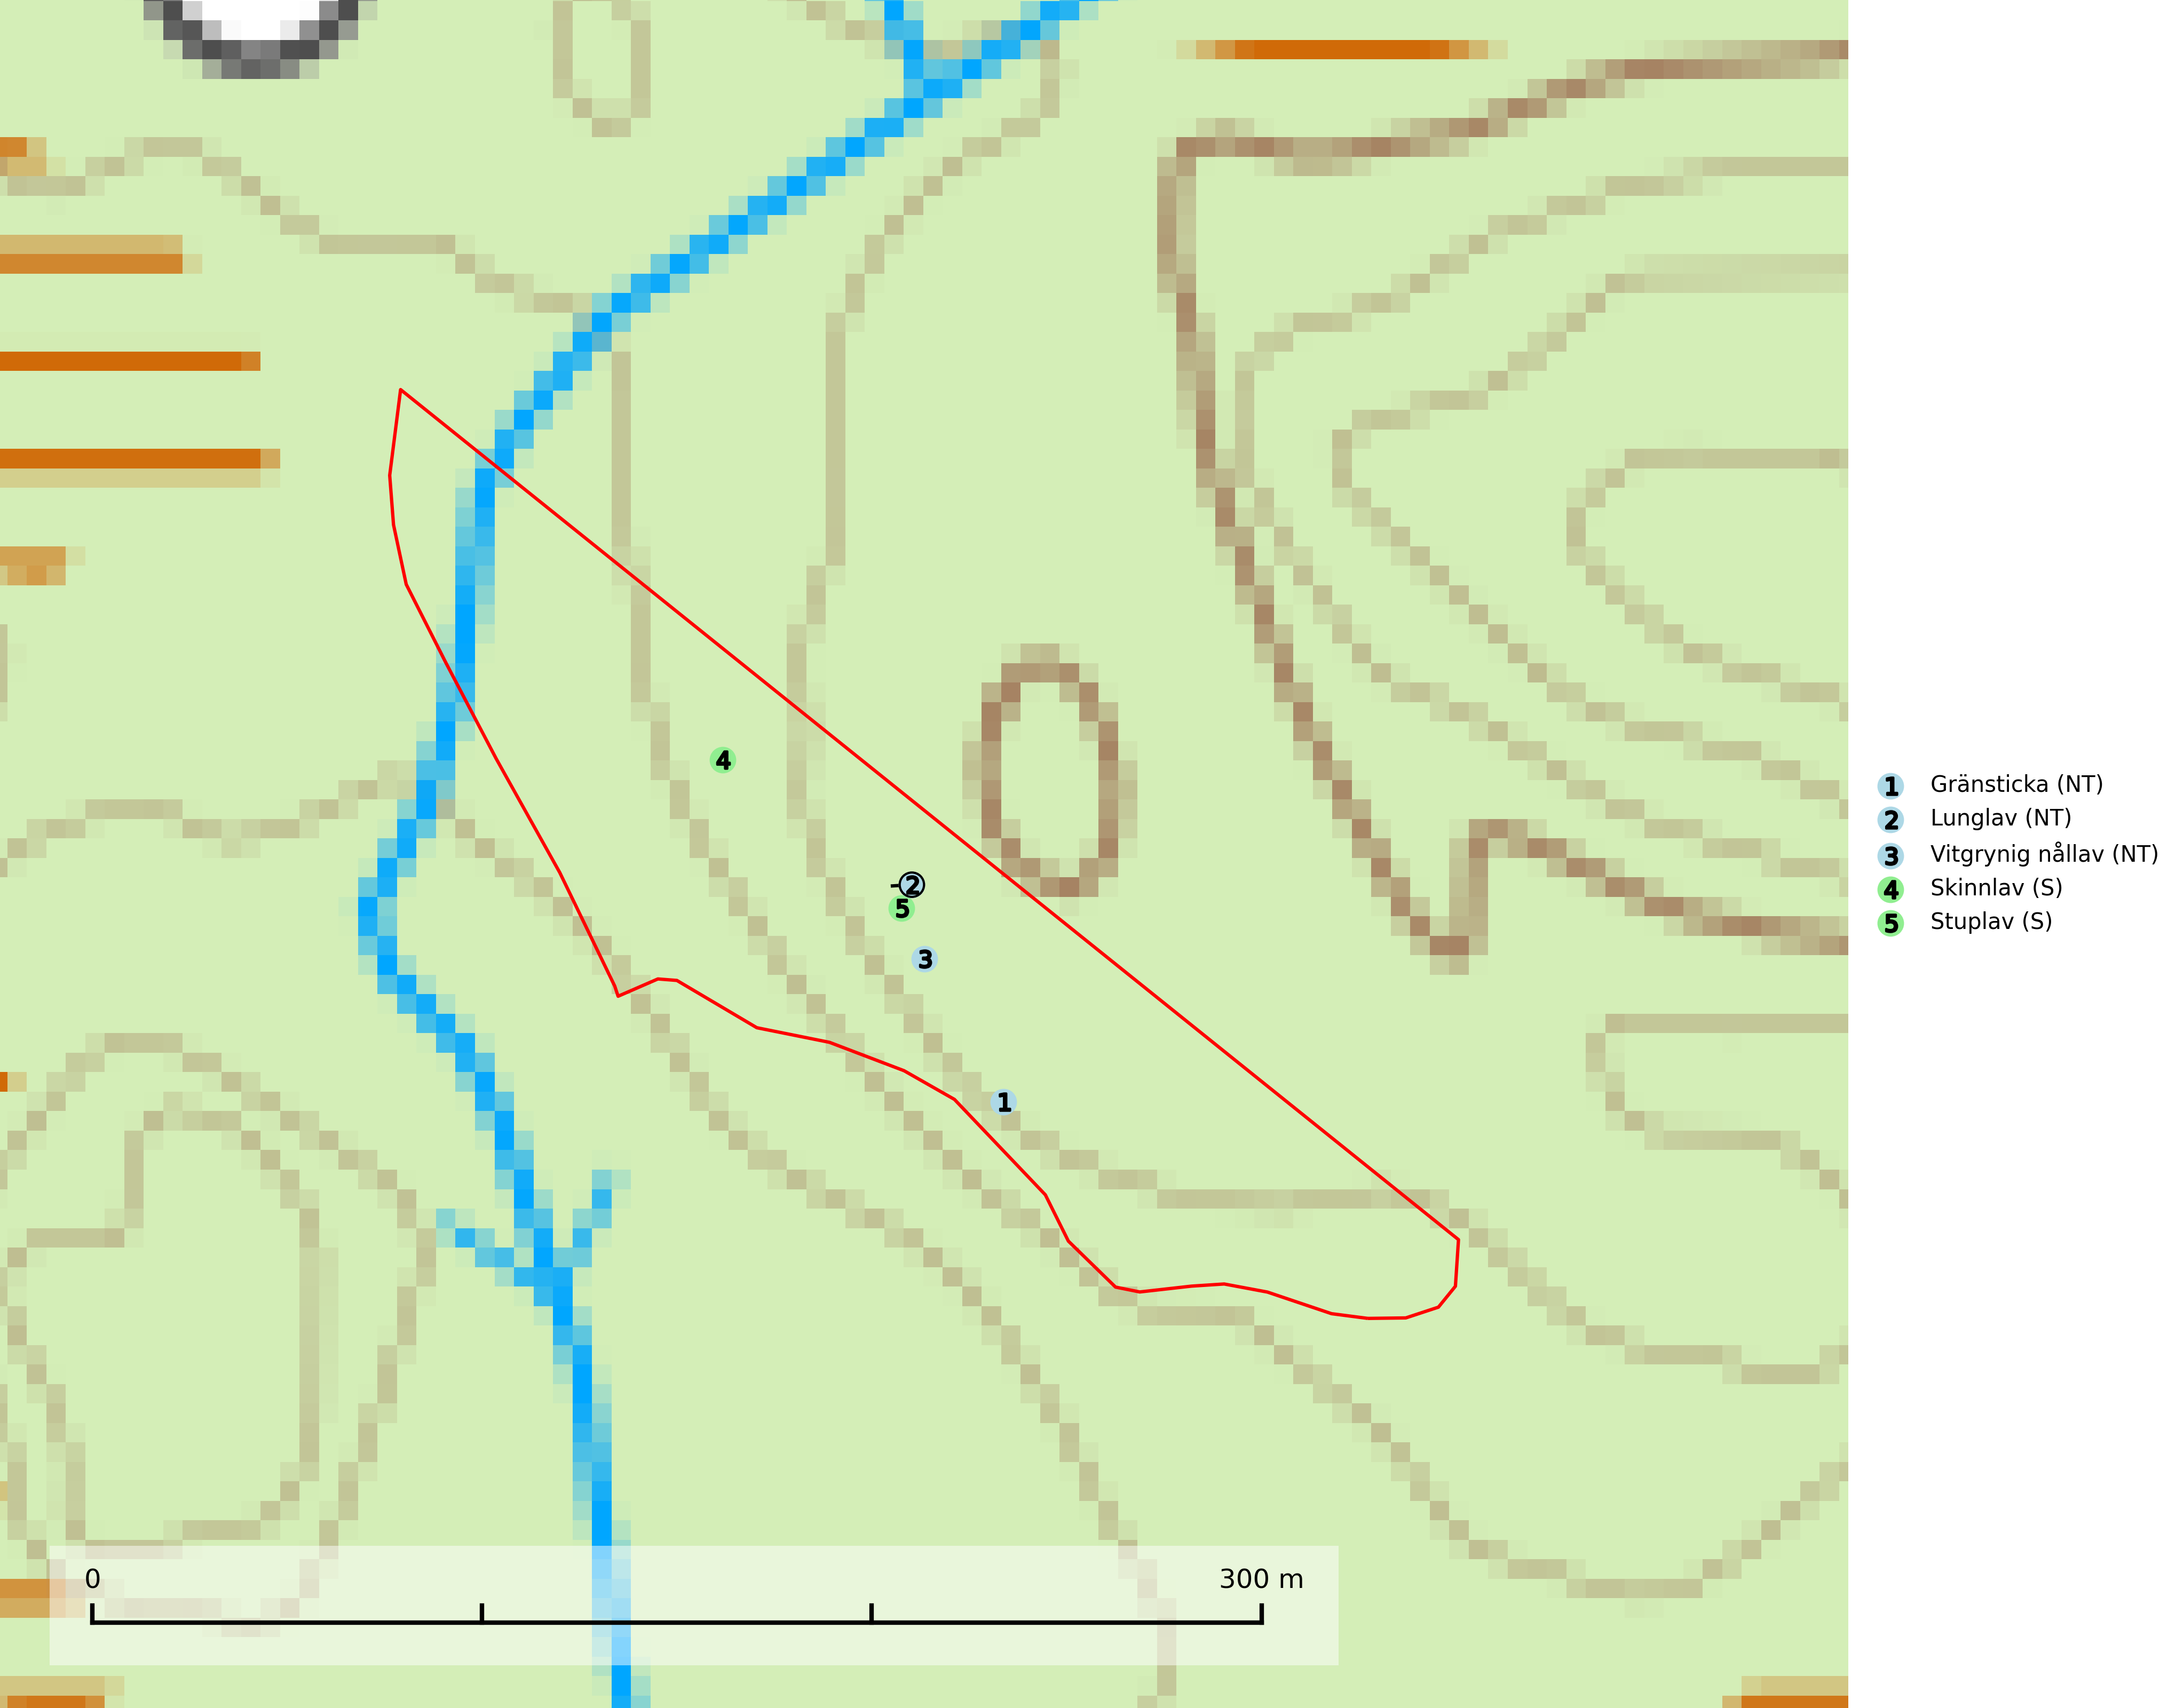 4
2
5
3
1
0
300 m
1 Gränsticka (NT)
2 Lunglav (NT)
3 Vitgrynig nållav (NT)
4 Skinnlav (S)
5 Stuplav (S)